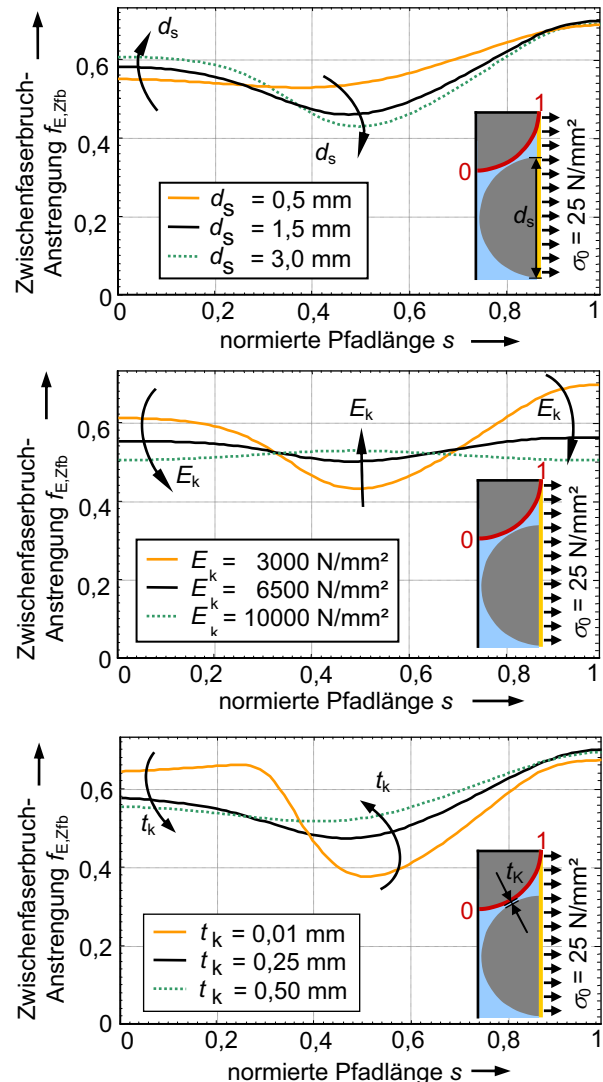 Zwischenfaserbruch-
Anstrengung f_E,Zfb
0,6
0,4
0,2
0
d_s
d_s
d_s = 0,5 mm
d_s = 1,5 mm
d_s = 3,0 mm
0
1
d_s
σ_0 = 25 N/mm²
0 0,2 0,4 0,6 0,8 1
normierte Pfadlänge s
Zwischenfaserbruch-
Anstrengung f_E,Zfb
0,6
0,4
0,2
0
E_k
E_k
E_k
E_k = 3000 N/mm²
E_k = 6500 N/mm²
E_k = 10000 N/mm²
0
1
σ_0 = 25 N/mm²
0 0,2 0,4 0,6 0,8 1
normierte Pfadlänge s
Zwischenfaserbruch-
Anstrengung f_E,Zfb
0,6
0,4
0,2
0
t_k
t_k
t_k = 0,01 mm
t_k = 0,25 mm
t_k = 0,50 mm
0
1
t_K
σ_0 = 25 N/mm²
0 0,2 0,4 0,6 0,8 1
normierte Pfadlänge s